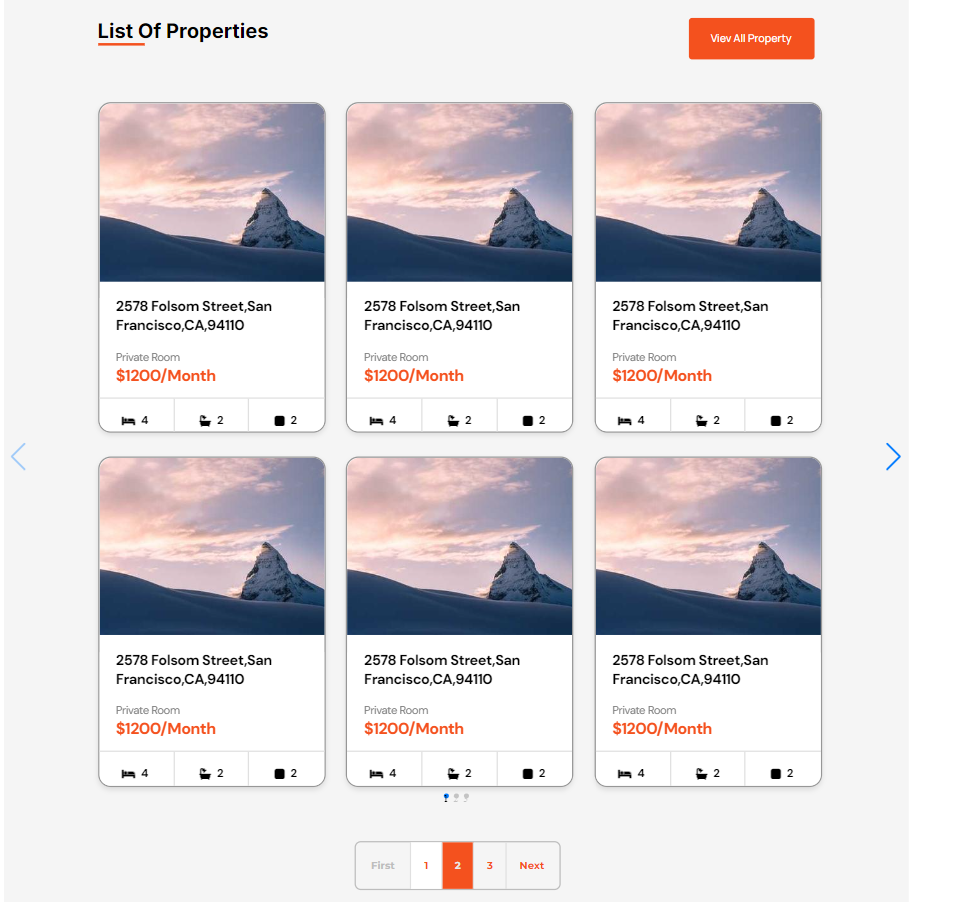 List Of Properties
Viev All Property
2578 Folsom Street,San
Francisco,CA,94110
Private Room
$1200/Month
4
2
2
2578 Folsom Street,San
Francisco,CA,94110
Private Room
$1200/Month
4
2
2
2578 Folsom Street,San
Francisco,CA,94110
Private Room
$1200/Month
4
2
2
2578 Folsom Street,San
Francisco,CA,94110
Private Room
$1200/Month
4
2
2
2578 Folsom Street,San
Francisco,CA,94110
Private Room
$1200/Month
4
2
2
2578 Folsom Street,San
Francisco,CA,94110
Private Room
$1200/Month
4
2
2
First 1 2 3 Next